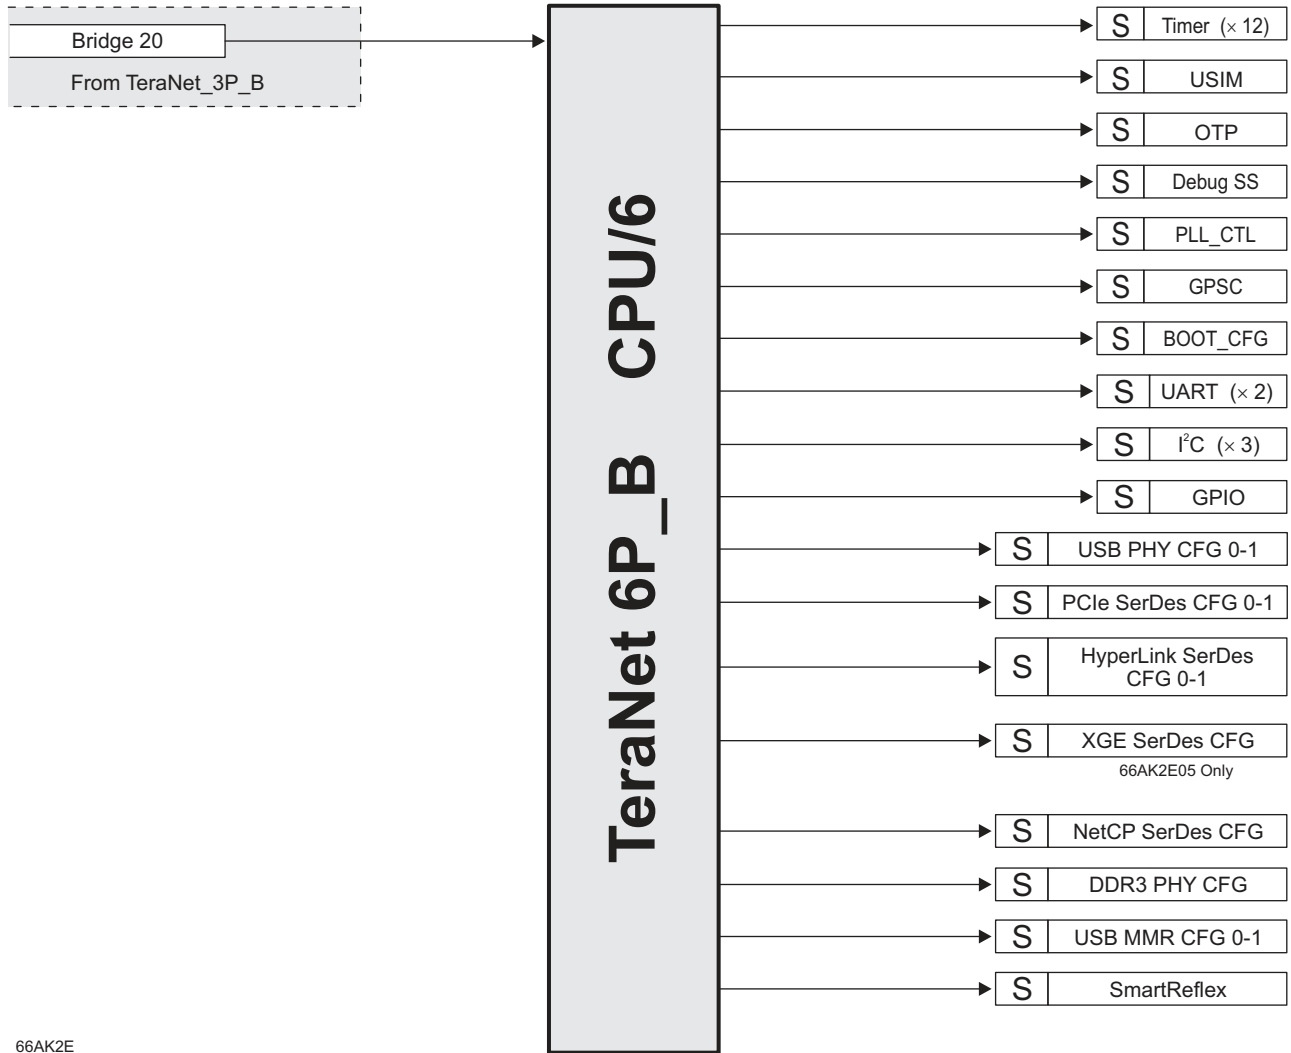 Bridge 20
From TeraNet_3P_B
TeraNet 6P_B CPU/6
S Timer (× 12)
S USIM
S OTP
S Debug SS
S PLL_CTL
S GPSC
S BOOT_CFG
S UART (× 2)
S I²C (× 3)
S GPIO
S USB PHY CFG 0-1
S PCIe SerDes CFG 0-1
S HyperLink SerDes
CFG 0-1
S XGE SerDes CFG
66AK2E05 Only
S NetCP SerDes CFG
S DDR3 PHY CFG
S USB MMR CFG 0-1
S SmartReflex
66AK2E